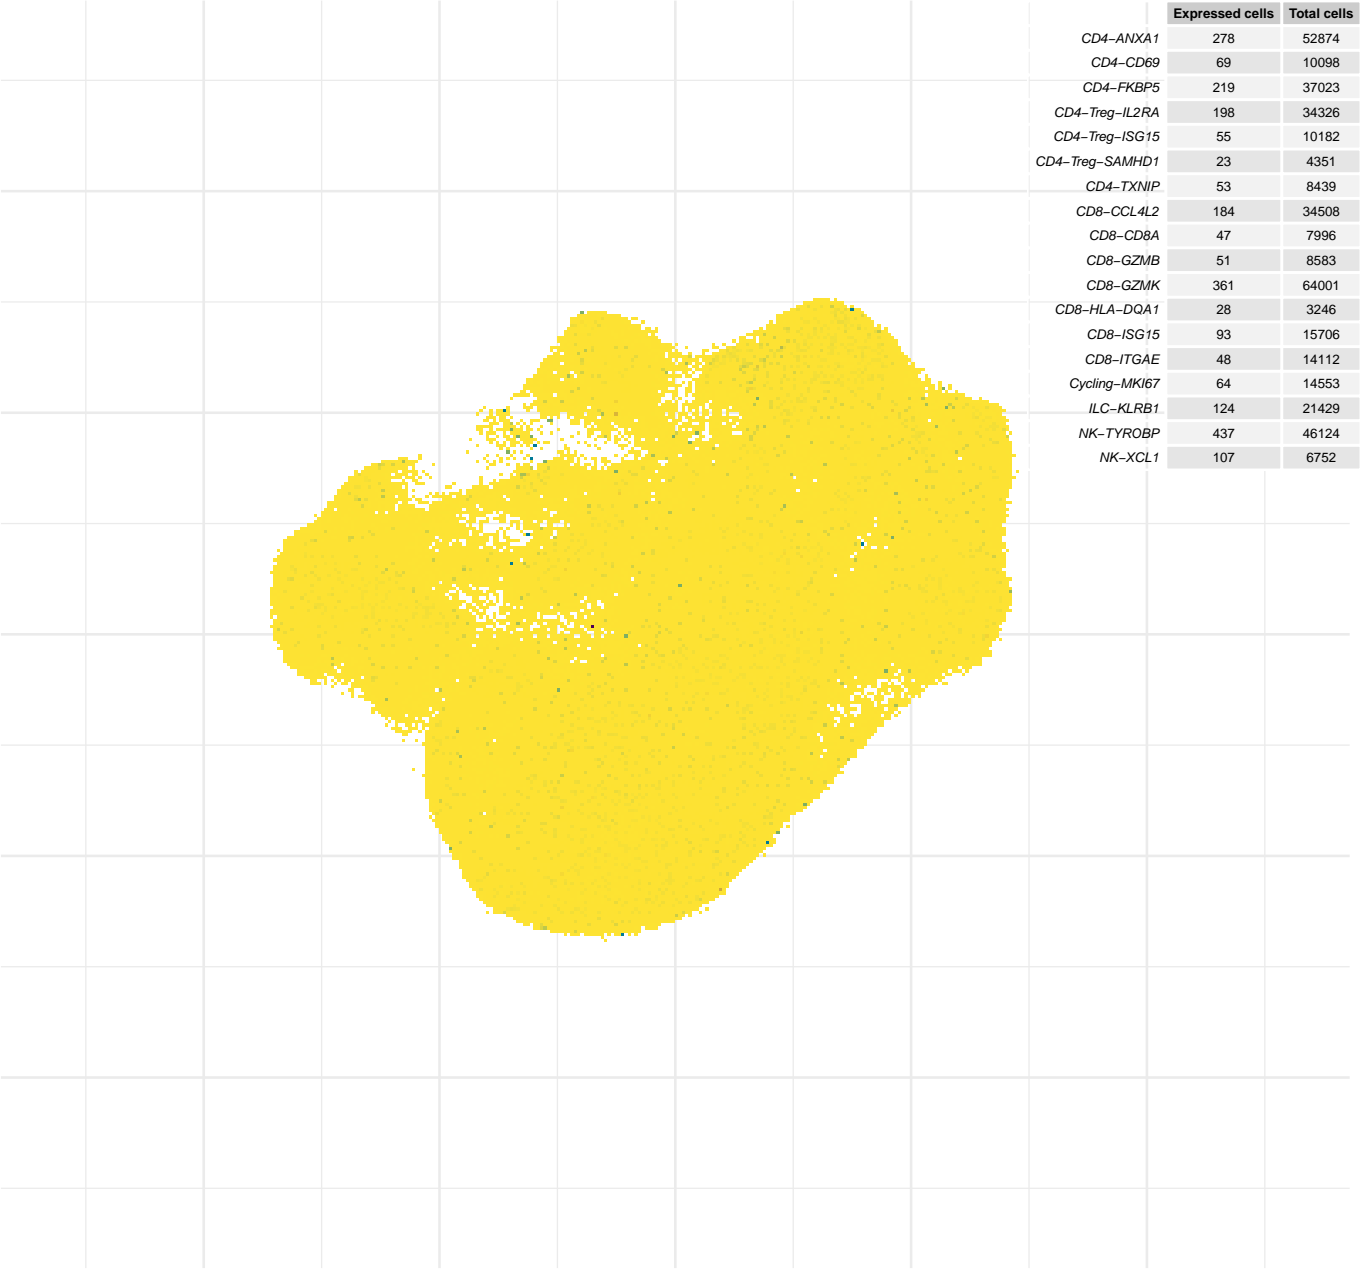 Expressed cells Total cells
CD4−ANXA1 278 52874
CD4−CD69 69 10098
CD4−FKBP5 219 37023
CD4−Treg−IL2RA 198 34326
CD4−Treg−ISG15 55 10182
CD4−Treg−SAMHD1 23 4351
CD4−TXNIP 53 8439
CD8−CCL4L2 184 34508
CD8−CD8A 47 7996
CD8−GZMB 51 8583
CD8−GZMK 361 64001
CD8−HLA−DQA1 28 3246
CD8−ISG15 93 15706
CD8−ITGAE 48 14112
Cycling−MKI67 64 14553
ILC−KLRB1 124 21429
NK−TYROBP 437 46124
NK−XCL1 107 6752